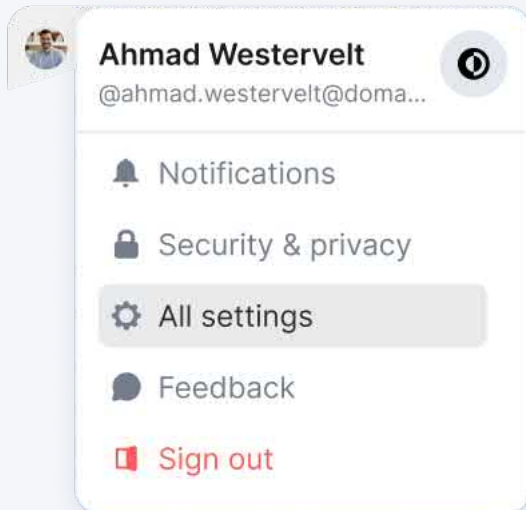 Ahmad Westervelt
@ahmad.westervelt@doma...
Notifications
Security & privacy
All settings
Feedback
Sign out